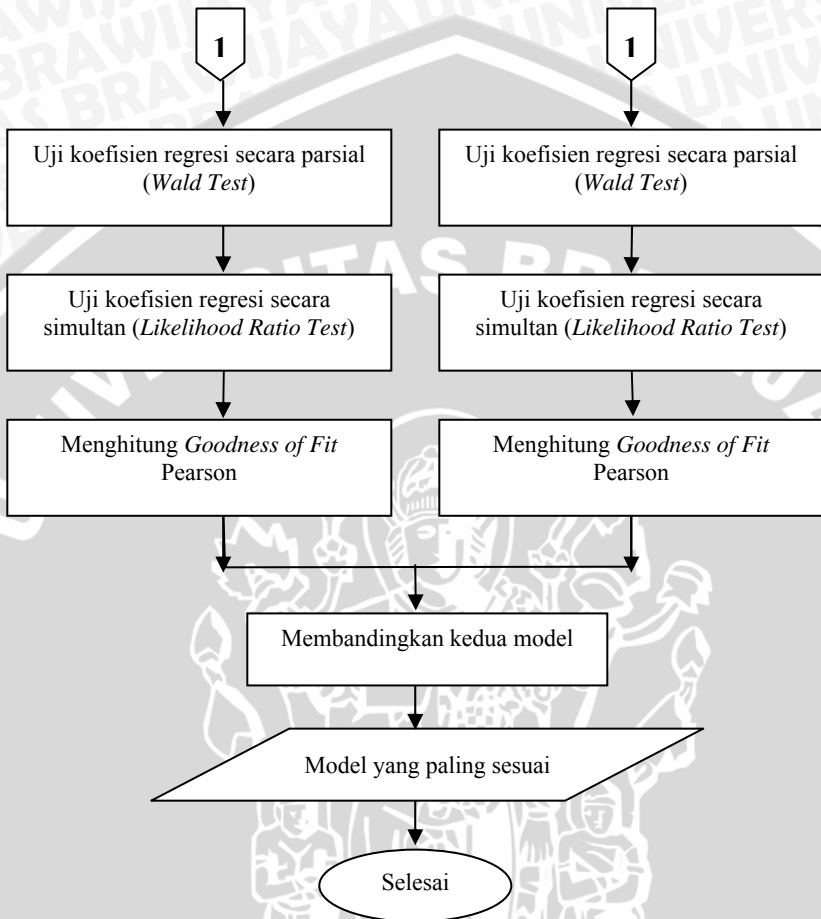 1
1
Uji koefisien regresi secara parsial
(Wald Test)
Uji koefisien regresi secara parsial
(Wald Test)
Uji koefisien regresi secara
simultan (Likelihood Ratio Test)
Uji koefisien regresi secara
simultan (Likelihood Ratio Test)
Menghitung Goodness of Fit
Pearson
Menghitung Goodness of Fit
Pearson
Membandingkan kedua model
Model yang paling sesuai
Selesai